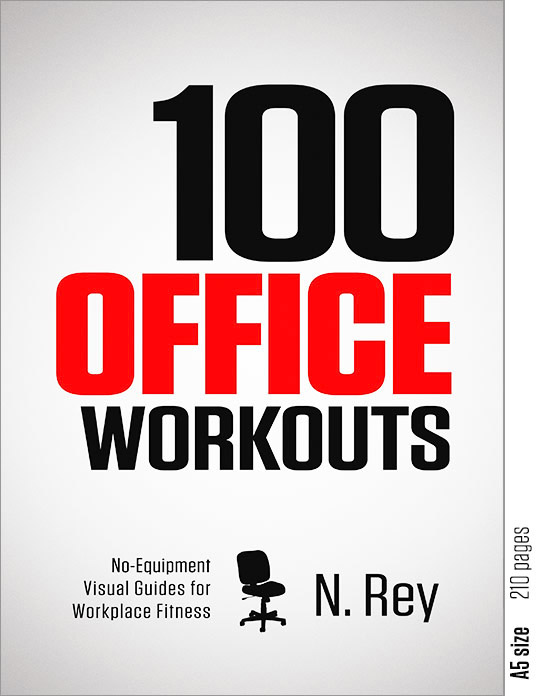 100
OFFICE
WORKOUTS
No-Equipment
Visual Guides for
Workplace Fitness
N. Rey
A5 size 210 pages